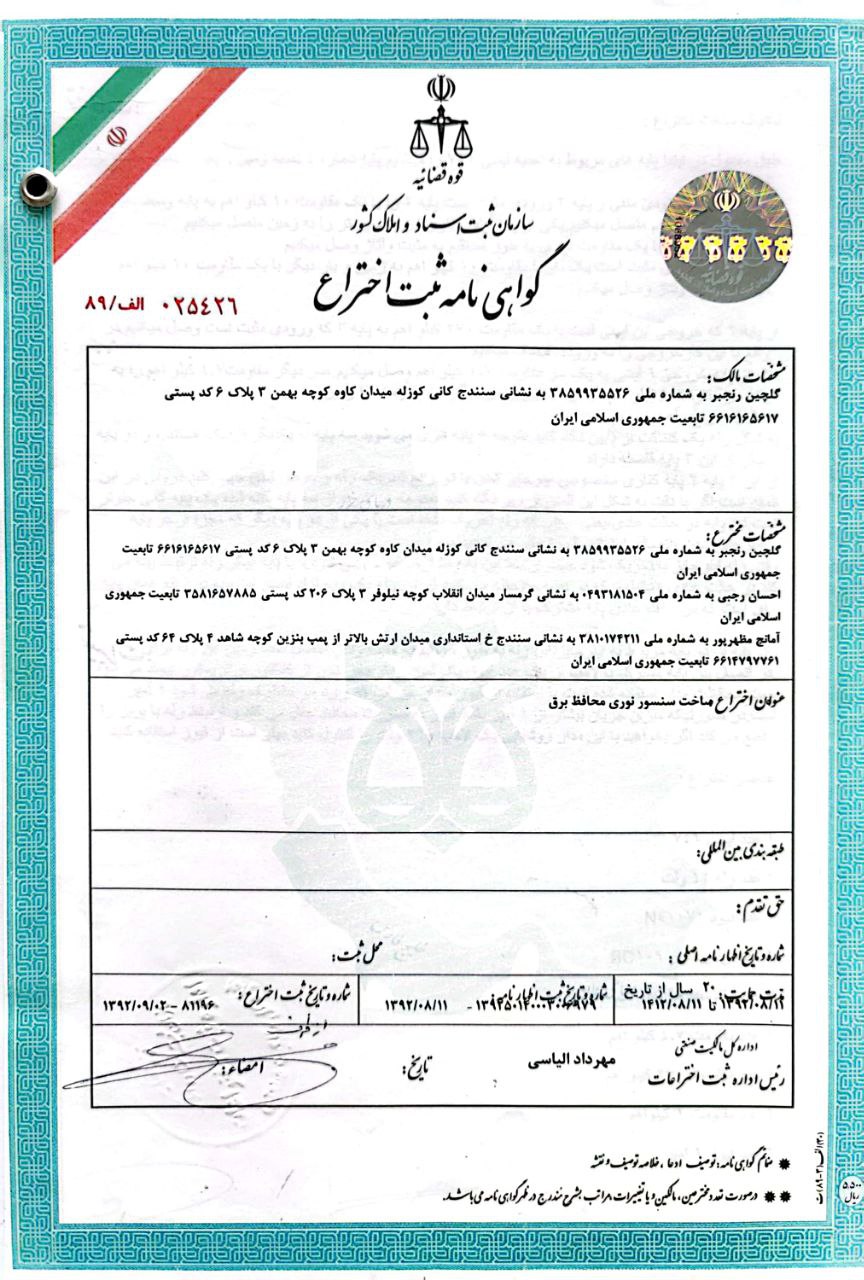 قوه قضائیه
سازمان ثبت اسناد و املاک کشور
گواهی نامه ثبت اختراع
۰۲۵۴۲۶ الف/۸۹
مشخصات مالک:
گلچین رنجبر به شماره ملی ۳۸۵۹۹۳۵۵۲۶ به نشانی سنندج کانی کوزله میدان کاوه کوچه بهمن ۳ پلاک ۶ کد پستی
۶۶۱۶۱۶۵۶۱۷ تابعیت جمهوری اسلامی ایران
مشخصات مخترع:
گلچین رنجبر به شماره ملی ۳۸۵۹۹۳۵۵۲۶ به نشانی سنندج کانی کوزله میدان کاوه کوچه بهمن ۳ پلاک ۶ کد پستی ۶۶۱۶۱۶۵۶۱۷ تابعیت
جمهوری اسلامی ایران
احسان رجبی به شماره ملی ۰۴۹۳۱۸۱۵۰۴ به نشانی گرمسار میدان انقلاب کوچه نیلوفر ۳ پلاک ۲۰۶ کد پستی ۳۵۸۱۶۵۷۸۸۵ تابعیت جمهوری
اسلامی ایران
آمانج مظهرپور به شماره ملی ۳۸۱۰۱۷۴۲۱۱ به نشانی سنندج خ استانداری میدان ارتش بالاتر از پمپ بنزین کوچه شاهد ۴ پلاک ۶۴ کد پستی
۶۶۱۴۷۹۷۷۶۱ تابعیت جمهوری اسلامی ایران
عنوان اختراع: ساخت سنسور نوری محافظ برق
طبقه بندی بین‌المللی:
حق تقدم:
شماره و تاریخ اظهارنامه اصلی: محل ثبت:
مدت حمایت: ۲۰ سال از تاریخ
۱۳۹۲/۰۸/۱۱ تا ۱۴۱۲/۰۸/۱۱
شماره و تاریخ ثبت اظهارنامه:
۱۳۹۲/۰۸/۱۱
شماره و تاریخ ثبت اختراع:
۸۱۱۹۶ - ۱۳۹۲/۰۹/۰۲
از طرف
اداره کل مالکیت صنعتی
رئیس اداره ثبت اختراعات
مهرداد الیاسی
تاریخ:
امضاء:
* ضمائم گواهی نامه: توصیف، ادعا، خلاصه توصیف و نقشه
** در صورت تعدد مخترعین، مالکین و یا تغییرات، مراتب بشرح مندرج در ظهر گواهی نامه می باشد.
۵,۵۰۰
ریال